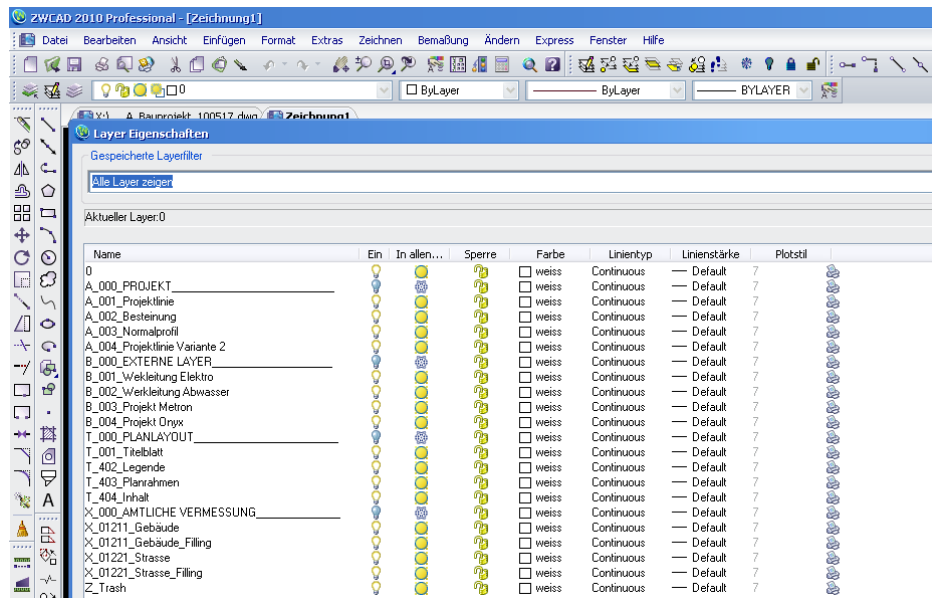 ZWCAD 2010 Professional - [Zeichnung1]
Datei Bearbeiten Ansicht Einfügen Format Extras Zeichnen Bemaßung Ändern Express Fenster Hilfe
0 ByLayer ByLayer BYLAYER
X:\ A_Bauprojekt_100517.dwg Zeichnung1
Layer Eigenschaften
Gespeicherte Layerfilter
Alle Layer zeigen
Aktueller Layer:0
Name Ein In allen... Sperre Farbe Linientyp Linienstärke Plotstil
0 weiss Continuous Default 7
A_000_PROJEKT____________________ weiss Continuous Default 7
A_001_Projektlinie weiss Continuous Default 7
A_002_Besteinung weiss Continuous Default 7
A_003_Normalprofil weiss Continuous Default 7
A_004_Projektlinie Variante 2 weiss Continuous Default 7
B_000_EXTERNE LAYER_______________ weiss Continuous Default 7
B_001_Wekleitung Elektro weiss Continuous Default 7
B_002_Werkleitung Abwasser weiss Continuous Default 7
B_003_Projekt Metron weiss Continuous Default 7
B_004_Projekt Onyx weiss Continuous Default 7
T_000_PLANLAYOUT__________________ weiss Continuous Default 7
T_001_Titelblatt weiss Continuous Default 7
T_402_Legende weiss Continuous Default 7
T_403_Planrahmen weiss Continuous Default 7
T_404_Inhalt weiss Continuous Default 7
X_000_AMTLICHE VERMESSUNG__________ weiss Continuous Default 7
X_01211_Gebäude weiss Continuous Default 7
X_01211_Gebäude_Filling weiss Continuous Default 7
X_01221_Strasse weiss Continuous Default 7
X_01221_Strasse_Filling weiss Continuous Default 7
Z_Trash weiss Continuous Default 7